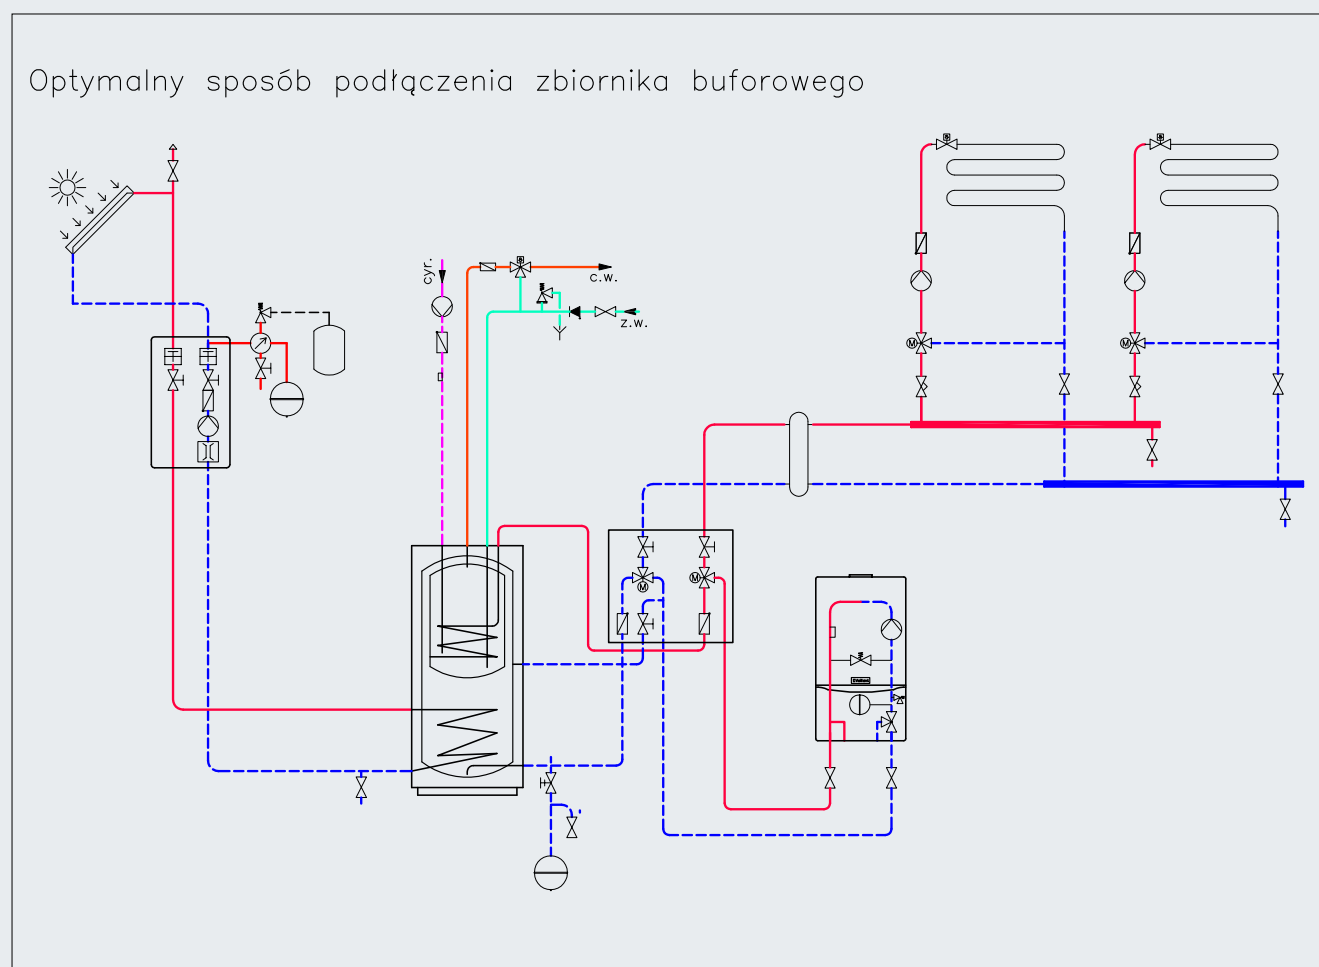 Optymalny sposób podłączenia zbiornika buforowego
cyr.
c.w.
z.w.
M
M
M
M